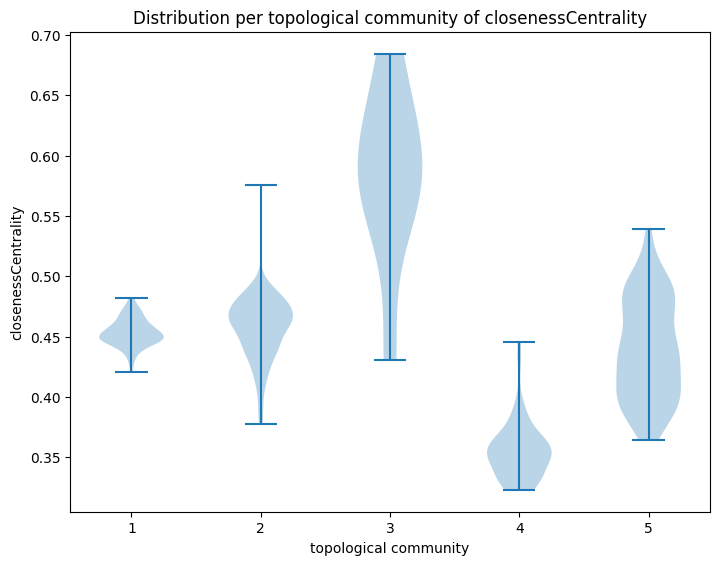 Distribution per topological community of closenessCentrality
0.70
0.65
0.60
0.55
0.50
0.45
0.40
0.35
closenessCentrality
1 2 3 4 5
topological community